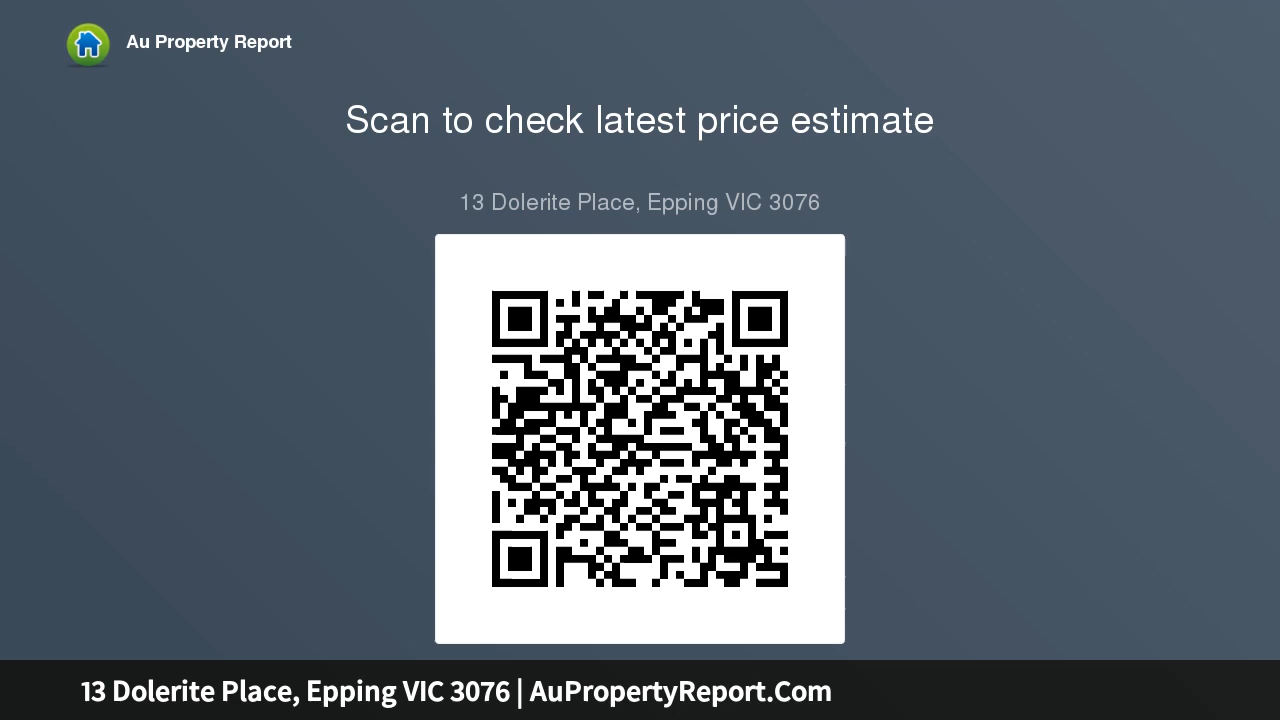 Au Property Report
Scan to check latest price estimate
13 Dolerite Place, Epping VIC 3076
13 Dolerite Place, Epping VIC 3076 | AuPropertyReport.Com